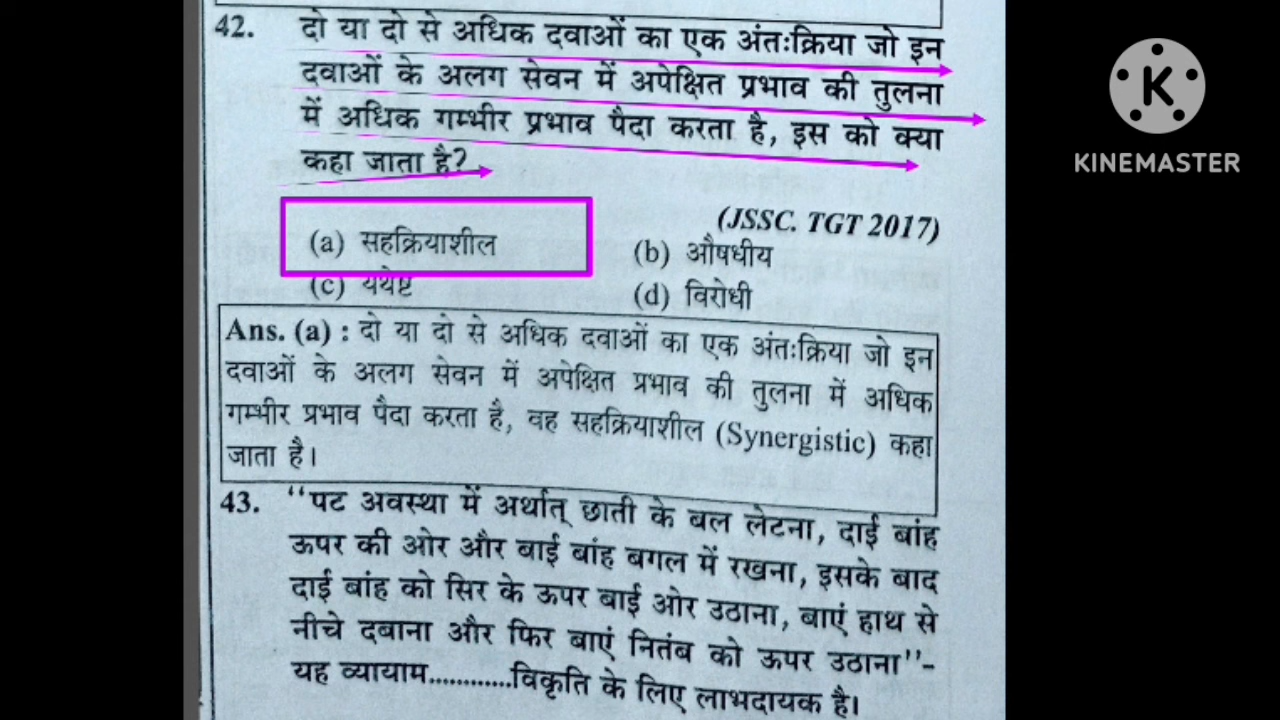 42. दो या दो से अधिक दवाओं का एक अंतःक्रिया जो इन
दवाओं के अलग सेवन में अपेक्षित प्रभाव की तुलना
में अधिक गम्भीर प्रभाव पैदा करता है, इस को क्या
कहा जाता है?
(JSSC. TGT 2017)
(a) सहक्रियाशील (b) औषधीय
(c) यथेष्ट (d) विरोधी
Ans. (a) : दो या दो से अधिक दवाओं का एक अंतःक्रिया जो इन
दवाओं के अलग सेवन में अपेक्षित प्रभाव की तुलना में अधिक
गम्भीर प्रभाव पैदा करता है, वह सहक्रियाशील (Synergistic) कहा
जाता है।
43. “पट अवस्था में अर्थात् छाती के बल लेटना, दाईं बांह
ऊपर की ओर और बाईं बांह बगल में रखना, इसके बाद
दाईं बांह को सिर के ऊपर बाईं ओर उठाना, बाएं हाथ से
नीचे दबाना और फिर बाएं नितंब को ऊपर उठाना”-
यह व्यायाम............विकृति के लिए लाभदायक है।
K
KINEMASTER